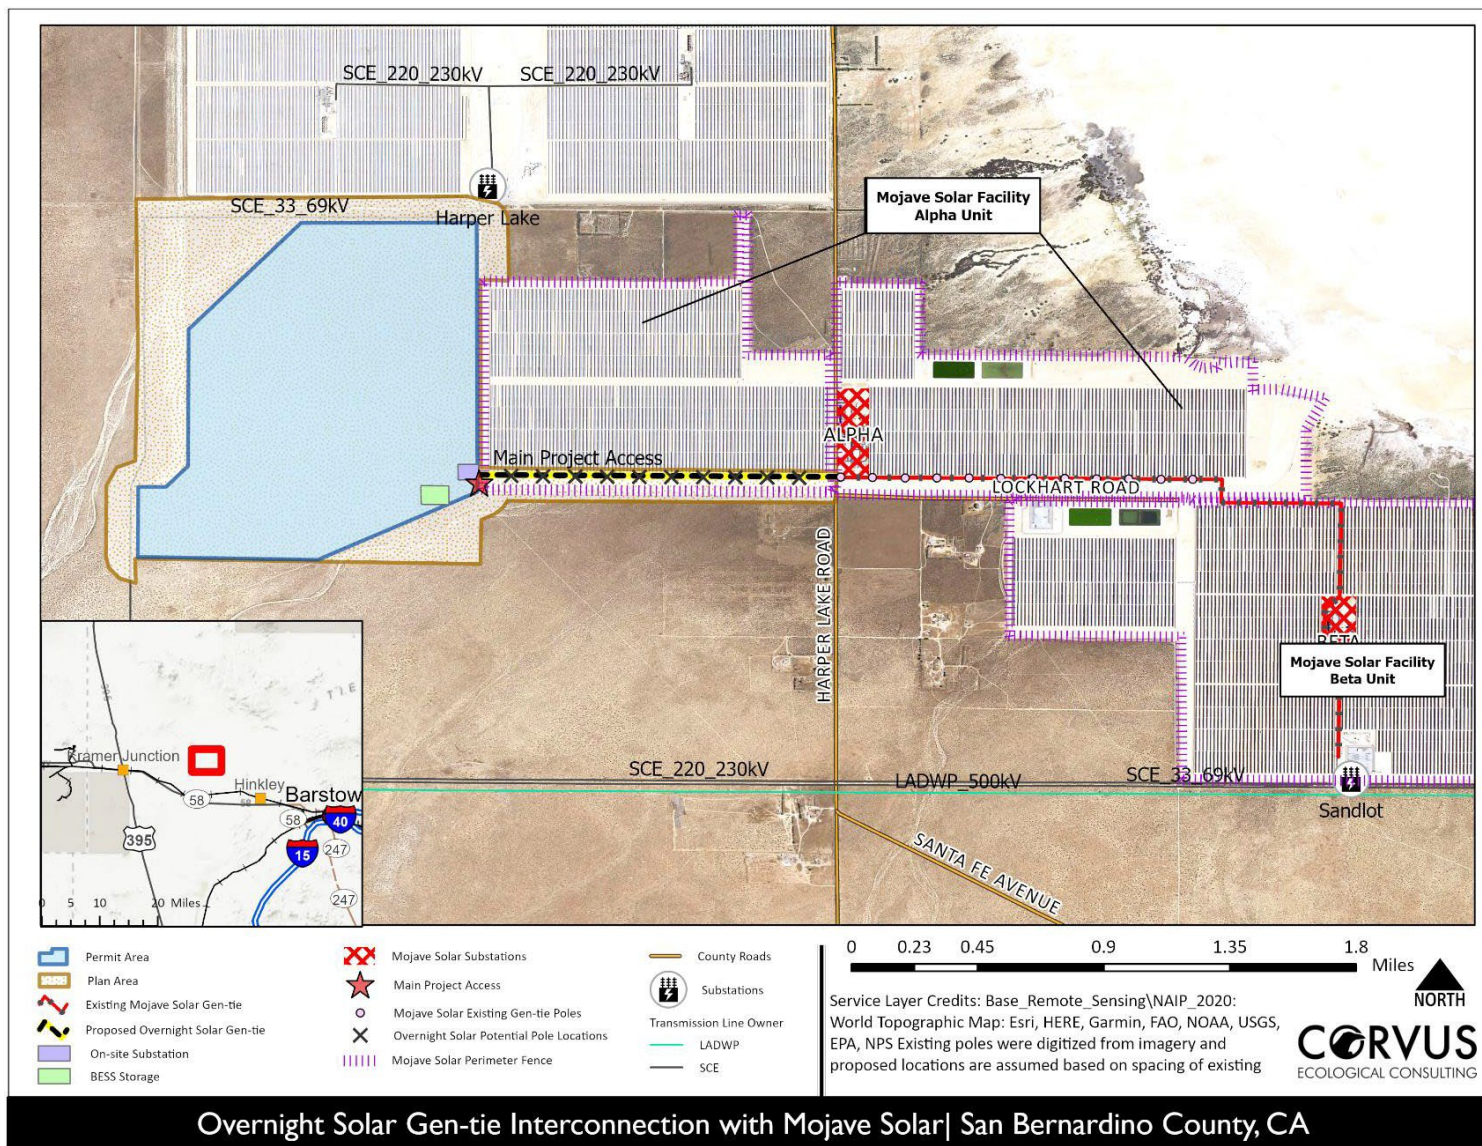 SCE_220_230kV
SCE_220_230kV
SCE_33_69kV
Harper Lake
Mojave Solar Facility
Alpha Unit
ALPHA
Main Project Access
LOCKHART ROAD
HARPER LAKE ROAD
BETA
Mojave Solar Facility
Beta Unit
SCE_220_230kV
LADWP_500kV
SCE_33_69kV
Sandlot
SANTA FE AVENUE
Kramer Junction
Hinkley
Barstow
58
58
58
395
40
15
247
247
0 5 10 20 Miles
Permit Area
Plan Area
Existing Mojave Solar Gen-tie
Proposed Overnight Solar Gen-tie
On-site Substation
BESS Storage
Mojave Solar Substations
Main Project Access
Mojave Solar Existing Gen-tie Poles
Overnight Solar Potential Pole Locations
Mojave Solar Perimeter Fence
County Roads
Substations
Transmission Line Owner
LADWP
SCE
0 0.23 0.45 0.9 1.35 1.8
Miles
NORTH
Service Layer Credits: Base_Remote_Sensing\NAIP_2020:
World Topographic Map: Esri, HERE, Garmin, FAO, NOAA, USGS,
EPA, NPS Existing poles were digitized from imagery and
proposed locations are assumed based on spacing of existing
CORVUS
ECOLOGICAL CONSULTING
Overnight Solar Gen-tie Interconnection with Mojave Solar| San Bernardino County, CA